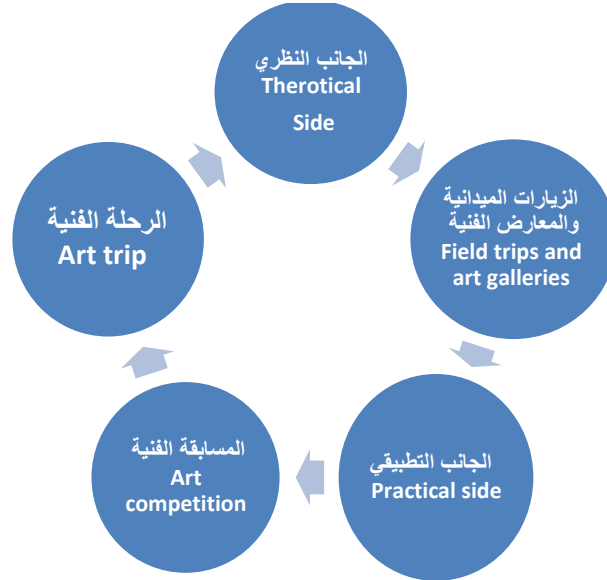 الجانب النظري
Therotical
Side
الزيارات الميدانية
والمعارض الفنية
Field trips and
art galleries
الجانب التطبيقي
Practical side
المسابقة الفنية
Art
competition
الرحلة الفنية
Art trip